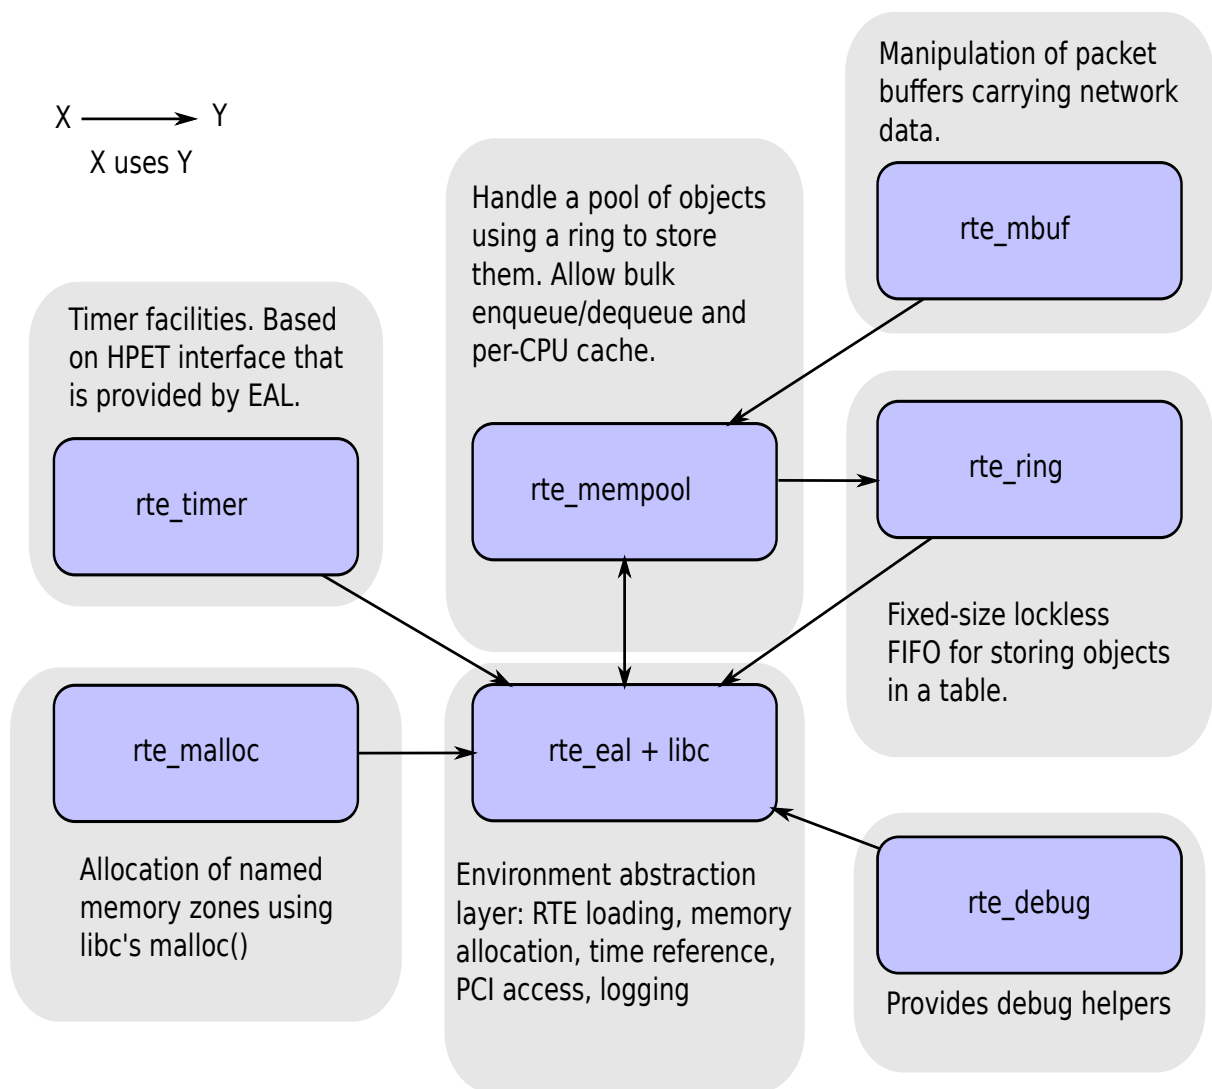 X
Y
X uses Y
Manipulation of packet
buffers carrying network
data.
rte_mbuf
Handle a pool of objects
using a ring to store
them. Allow bulk
enqueue/dequeue and
per-CPU cache.
rte_mempool
Timer facilities. Based
on HPET interface that
is provided by EAL.
rte_timer
rte_ring
Fixed-size lockless
FIFO for storing objects
in a table.
rte_malloc
Allocation of named
memory zones using
libc's malloc()
rte_eal + libc
Environment abstraction
layer: RTE loading, memory
allocation, time reference,
PCI access, logging
rte_debug
Provides debug helpers